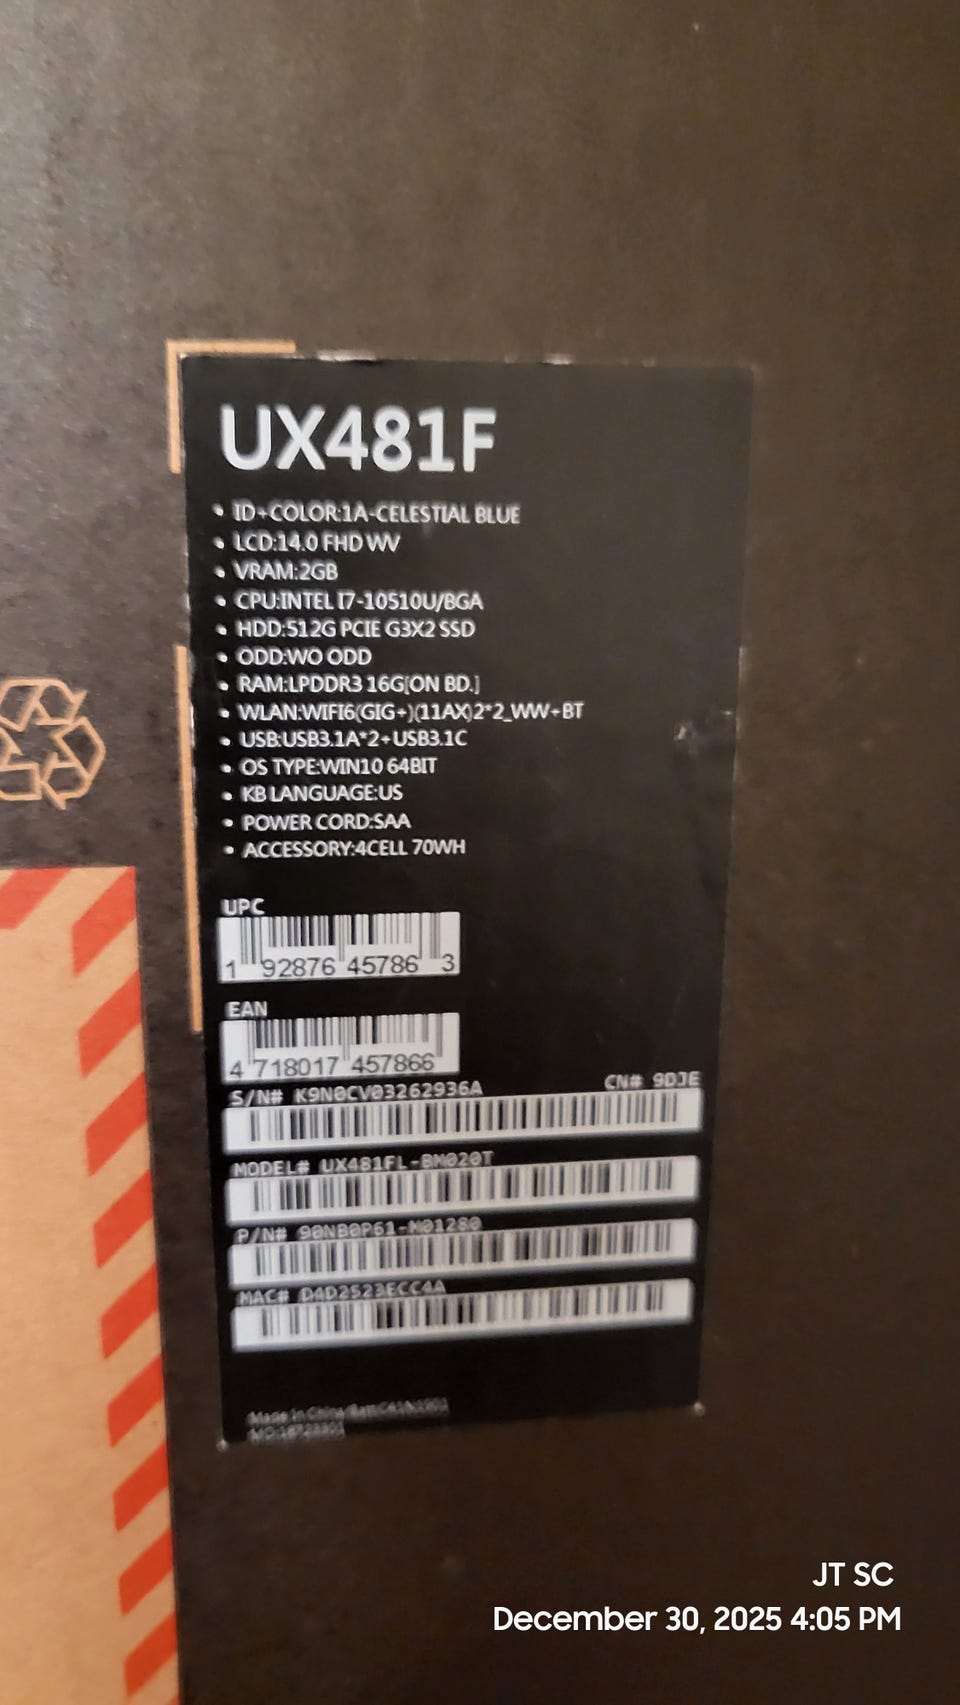 UX481F
• ID+COLOR:1A-CELESTIAL BLUE
• LCD:14.0 FHD WV
• VRAM:2GB
• CPU:INTEL I7-10510U/BGA
• HDD:512G PCIE G3X2 SSD
• ODD:WO ODD
• RAM:LPDDR3 16G[ON BD.]
• WLAN:WIFI6(GIG+)(11AX)2*2_WW+BT
• USB:USB3.1A*2+USB3.1C
• OS TYPE:WIN10 64BIT
• KB LANGUAGE:US
• POWER CORD:SAA
• ACCESSORY:4CELL 70WH
UPC
1 92876 45786 3
EAN
4 718017 457866
S/N# K9N0CV03262936A CN# 9DJE
MODEL# UX481FL-BM020T
P/N# 90NB0P61-M01280
MAC# D4D2523ECC4A
Made in China
JT SC
December 30, 2025 4:05 PM